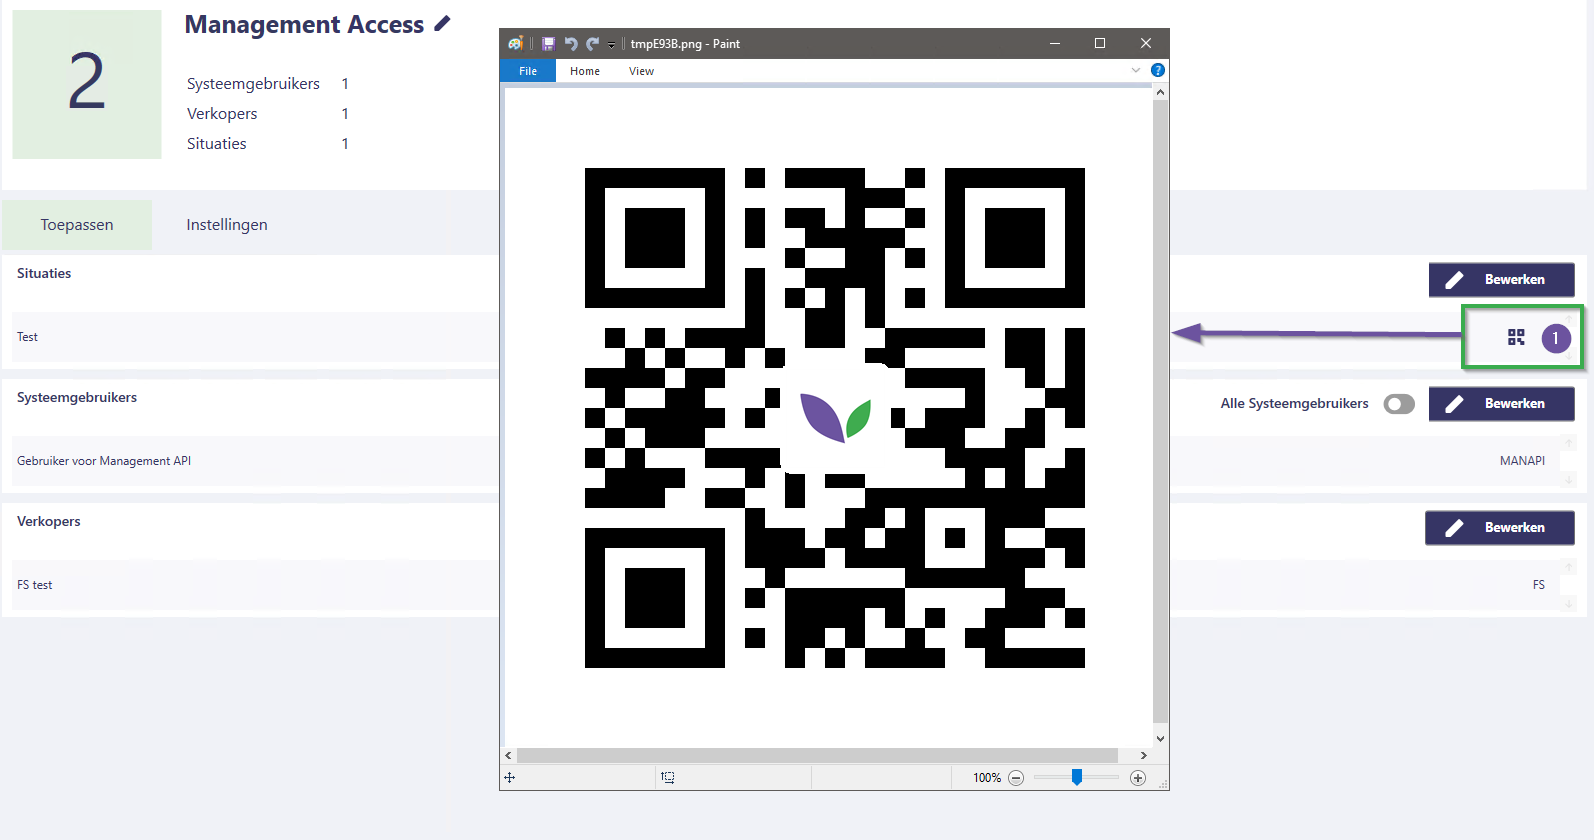 2
Management Access
Systeemgebruikers 1
Verkopers 1
Situaties 1
tmpE93B.png - Paint
File Home View
Toepassen Instellingen
Situaties
Bewerken
Test
1
Systeemgebruikers
Alle Systeemgebruikers
Bewerken
Gebruiker voor Management API
MANAPI
Verkopers
Bewerken
FS test
FS
100%